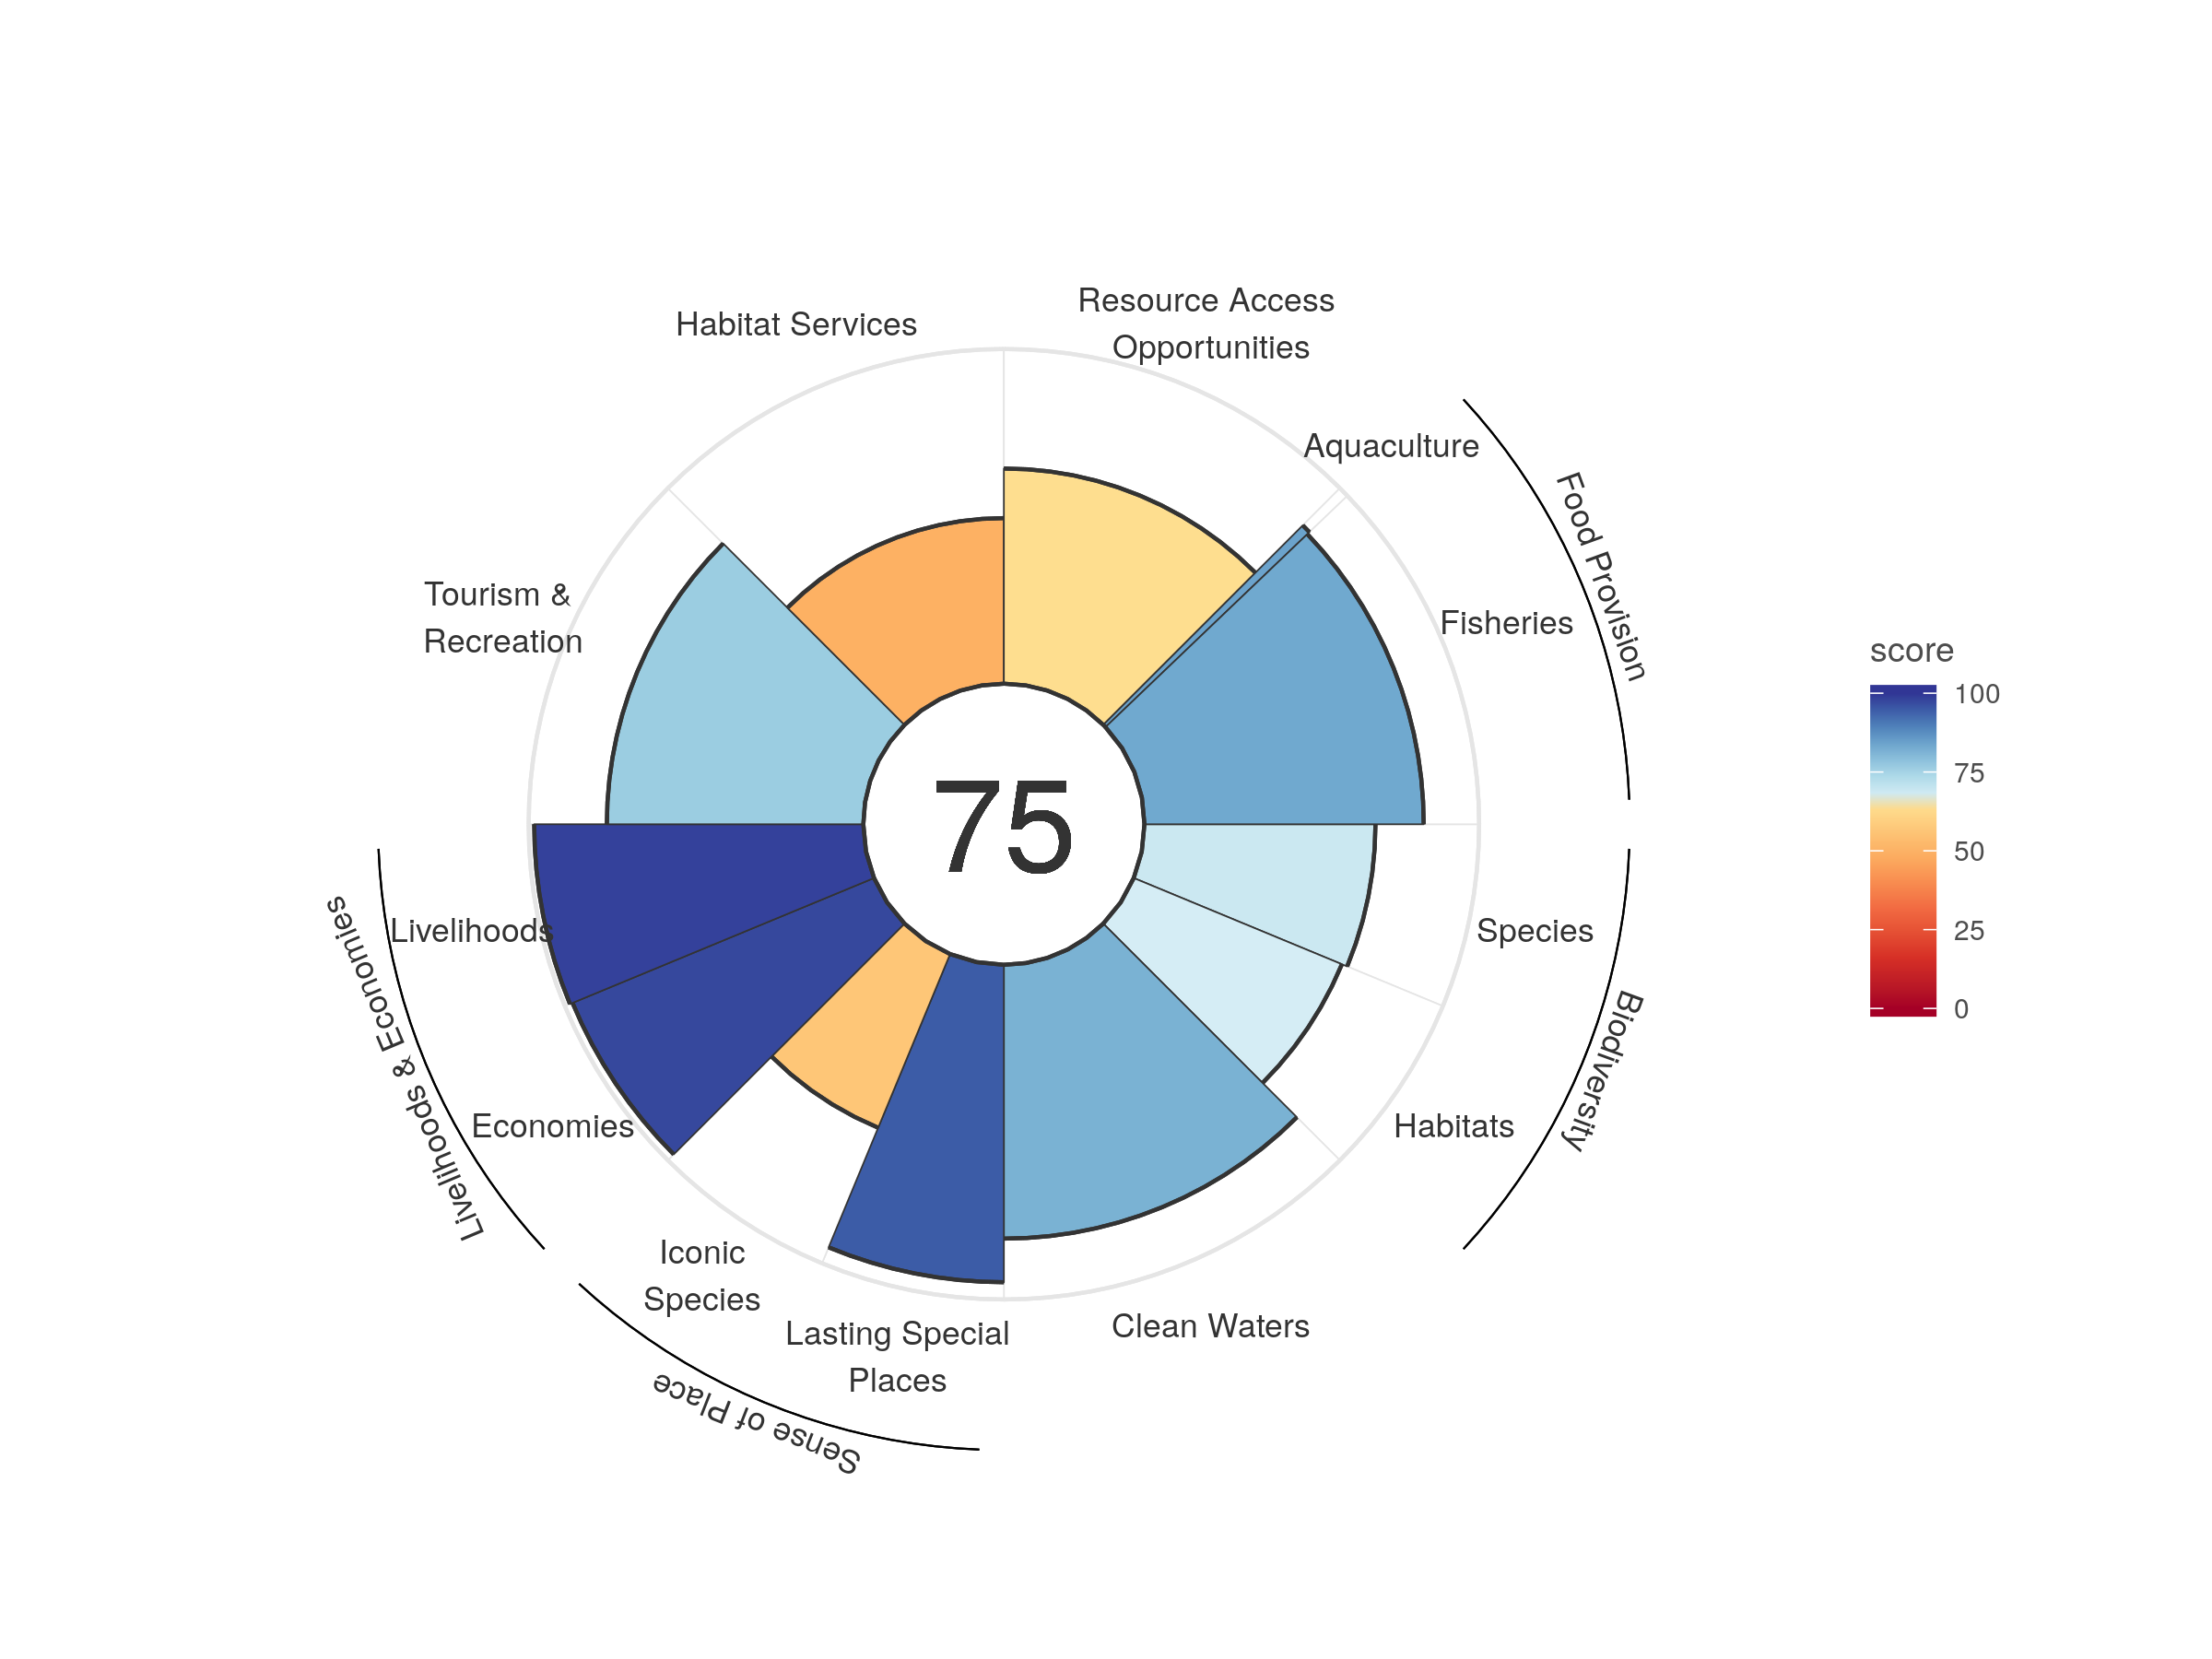 Resource Access
Opportunities
Habitat Services
Aquaculture
Food Provision
Tourism &
Recreation
Fisheries
score
100
75
50
25
0
75
Livelihoods
Species
Livelihoods & Economies
Biodiversity
Economies
Habitats
Iconic
Species
Lasting Special
Places
Clean Waters
Sense of Place